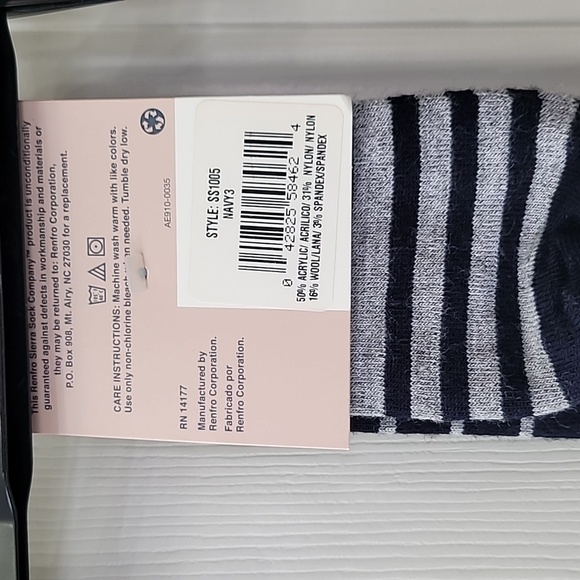 This Renfro Sierra Sock Company™ product is unconditionally
guaranteed against defects in workmanship and materials or
they may be returned to: Renfro Corporation,
P.O. Box 908, Mt. Airy, NC 27030 for a replacement.
CARE INSTRUCTIONS: Machine wash warm with like colors.
Use only non-chlorine bleach needed. Tumble dry low.
AE910-0035
RN 14177
Manufactured by
Renfro Corporation.
Fabricado por
Renfro Corporation.
STYLE: SS1005
NAVY3
0 42825 58462 4
50% ACRYLIC/ ACRILICO/ 31% NYLON/ NYLON
16% WOOL/LANA/ 3% SPANDEX/SPANDEX